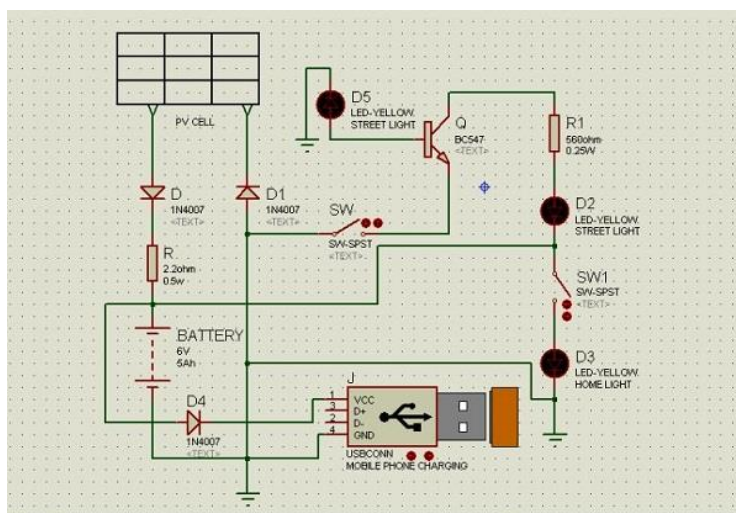 PV CELL
D5
LED-YELLOW
STREET LIGHT
Q
BC547
<TEXT>
R1
560ohm
0.25W
D
1N4007
<TEXT>
D1
1N4007
<TEXT>
SW
SW-SPST
<TEXT>
D2
LED-YELLOW
STREET LIGHT
R
2.2ohm
0.5w
SW1
SW-SPST
<TEXT>
BATTERY
6V
5Ah
D3
LED-YELLOW
HOME LIGHT
J
1 VCC
3 D+
2 D-
4 GND
D4
1N4007
<TEXT>
USBCONN
MOBILE PHONE CHARGING